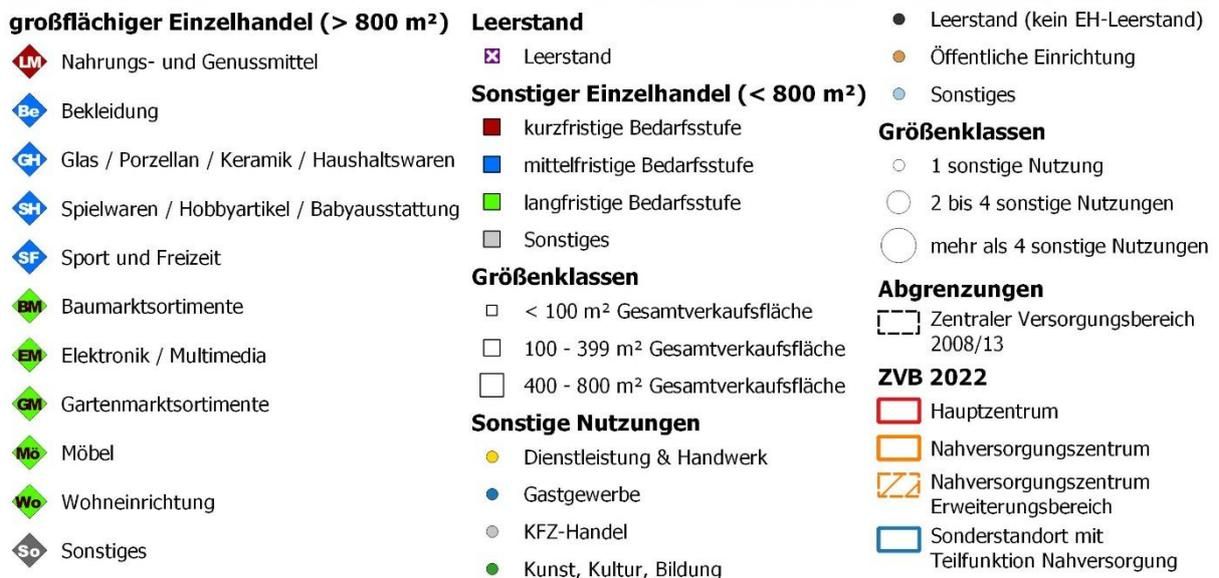 großflächiger Einzelhandel (> 800 m²)
LM Nahrungs- und Genussmittel
Be Bekleidung
GH Glas / Porzellan / Keramik / Haushaltswaren
SH Spielwaren / Hobbyartikel / Babyausstattung
SF Sport und Freizeit
BM Baumarktsortimente
EM Elektronik / Multimedia
GM Gartenmarktsortimente
Mö Möbel
Wo Wohneinrichtung
So Sonstiges
Leerstand
Leerstand
Sonstiger Einzelhandel (< 800 m²)
kurzfristige Bedarfsstufe
mittelfristige Bedarfsstufe
langfristige Bedarfsstufe
Sonstiges
Größenklassen
< 100 m² Gesamtverkaufsfläche
100 - 399 m² Gesamtverkaufsfläche
400 - 800 m² Gesamtverkaufsfläche
Sonstige Nutzungen
Dienstleistung & Handwerk
Gastgewerbe
KFZ-Handel
Kunst, Kultur, Bildung
Leerstand (kein EH-Leerstand)
Öffentliche Einrichtung
Sonstiges
Größenklassen
1 sonstige Nutzung
2 bis 4 sonstige Nutzungen
mehr als 4 sonstige Nutzungen
Abgrenzungen
Zentraler Versorgungsbereich
2008/13
ZVB 2022
Hauptzentrum
Nahversorgungszentrum
Nahversorgungszentrum
Erweiterungsbereich
Sonderstandort mit
Teilfunktion Nahversorgung